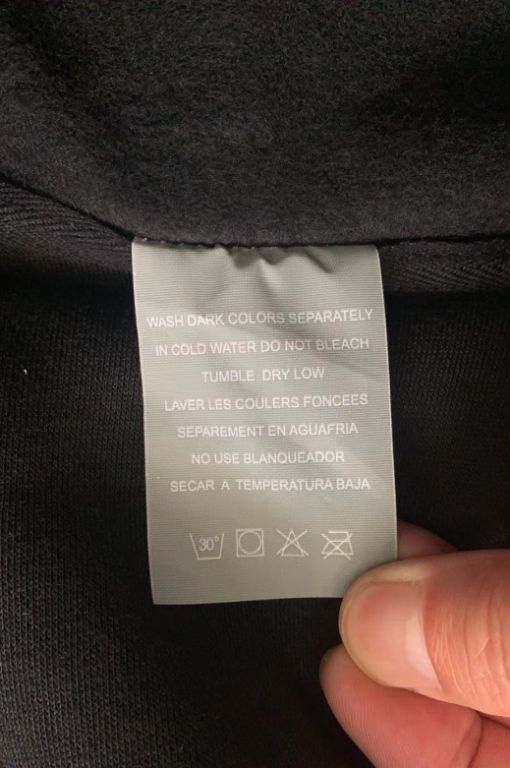 WASH DARK COLORS SEPARATELY
IN COLD WATER DO NOT BLEACH
TUMBLE DRY LOW
LAVER LES COULERS FONCEES
SEPAREMENT EN AGUAFRIA
NO USE BLANQUEADOR
SECAR A TEMPERATURA BAJA
30°